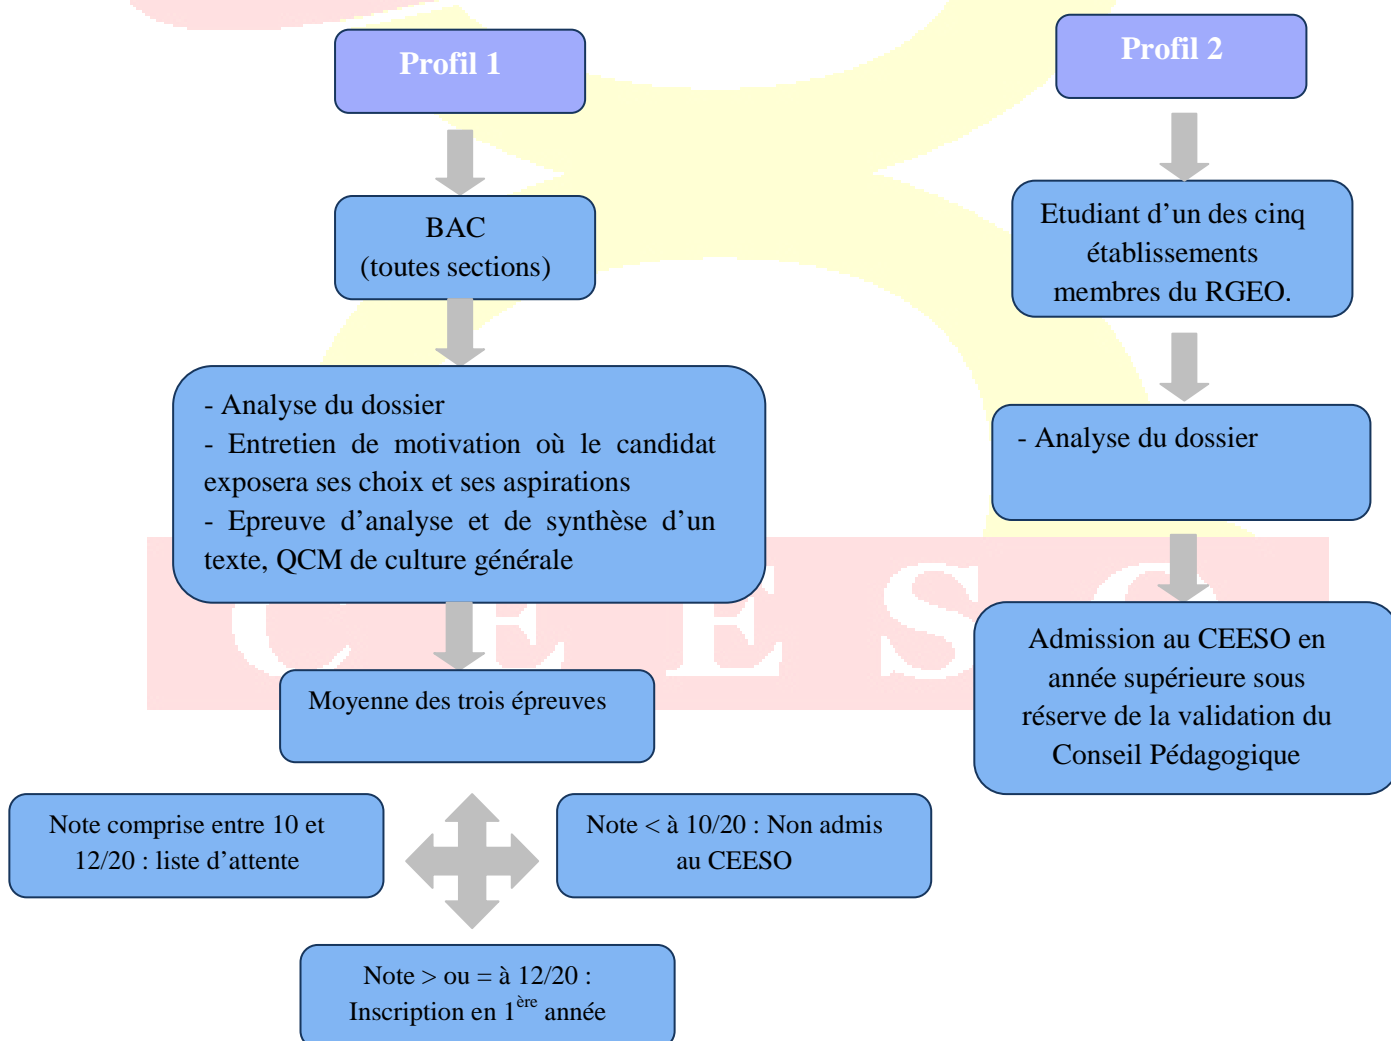 Profil 1
BAC
(toutes sections)
- Analyse du dossier
- Entretien de motivation où le candidat
exposera ses choix et ses aspirations
- Epreuve d’analyse et de synthèse d’un
texte, QCM de culture générale
Moyenne des trois épreuves
Note comprise entre 10 et
12/20 : liste d’attente
Note < à 10/20 : Non admis
au CEESO
Note > ou = à 12/20 :
Inscription en 1ère année
Profil 2
Etudiant d’un des cinq
établissements
membres du RGEO.
- Analyse du dossier
Admission au CEESO en
année supérieure sous
réserve de la validation du
Conseil Pédagogique
C E E S O